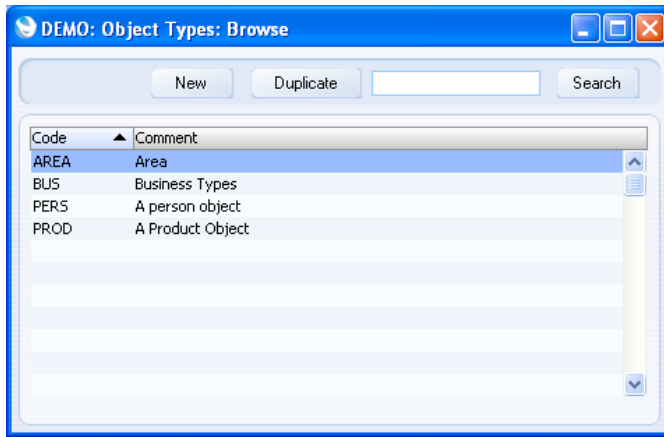 DEMO: Object Types: Browse
New Duplicate Search
Code Comment
AREA Area
BUS Business Types
PERS A person object
PROD A Product Object